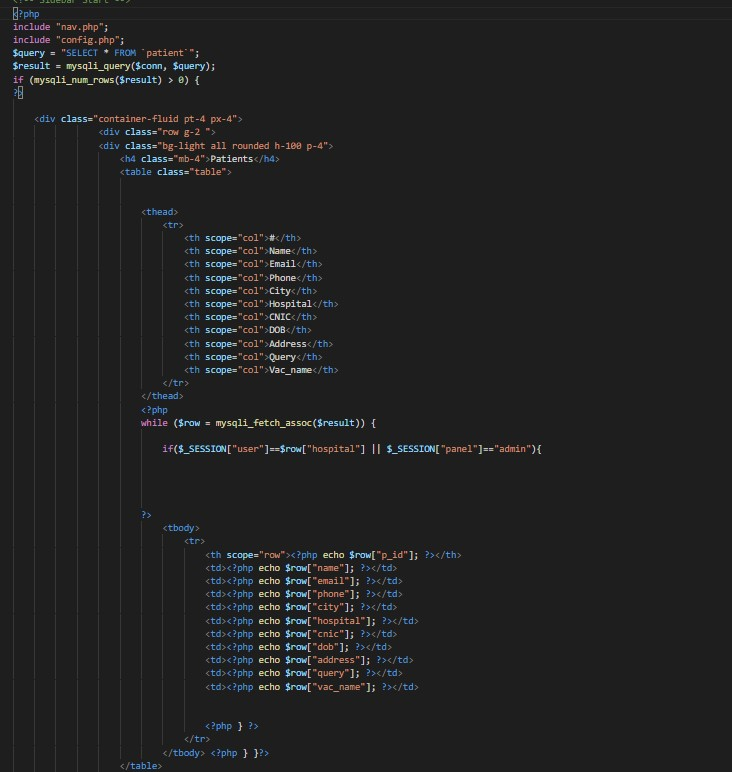 <!-- Sidebar Start -->
<?php
include "nav.php";
include "config.php";
$query = "SELECT * FROM `patient`";
$result = mysqli_query($conn, $query);
if (mysqli_num_rows($result) > 0) {
?>
<div class="container-fluid pt-4 px-4">
<div class="row g-2 ">
<div class="bg-light all rounded h-100 p-4">
<h4 class="mb-4">Patients</h4>
<table class="table">
<thead>
<tr>
<th scope="col">#</th>
<th scope="col">Name</th>
<th scope="col">Email</th>
<th scope="col">Phone</th>
<th scope="col">City</th>
<th scope="col">Hospital</th>
<th scope="col">CNIC</th>
<th scope="col">DOB</th>
<th scope="col">Address</th>
<th scope="col">Query</th>
<th scope="col">Vac_name</th>
</tr>
</thead>
<?php
while ($row = mysqli_fetch_assoc($result)) {
if($_SESSION["user"]==$row["hospital"] || $_SESSION["panel"]=="admin"){
?>
<tbody>
<tr>
<th scope="row"><?php echo $row["p_id"]; ?></th>
<td><?php echo $row["name"]; ?></td>
<td><?php echo $row["email"]; ?></td>
<td><?php echo $row["phone"]; ?></td>
<td><?php echo $row["city"]; ?></td>
<td><?php echo $row["hospital"]; ?></td>
<td><?php echo $row["cnic"]; ?></td>
<td><?php echo $row["dob"]; ?></td>
<td><?php echo $row["address"]; ?></td>
<td><?php echo $row["query"]; ?></td>
<td><?php echo $row["vac_name"]; ?></td>
<?php } ?>
</tr>
</tbody> <?php } }?>
</table>